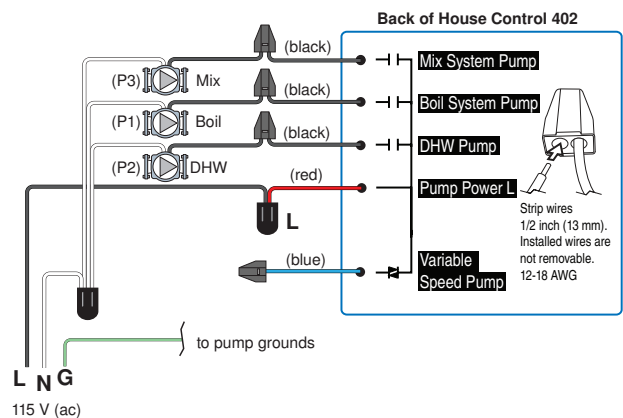 Back of House Control 402
(black)
(P3) Mix
Mix System Pump
(black)
(P1) Boil
Boil System Pump
(black)
(P2) DHW
DHW Pump
(red)
Pump Power L
L
Strip wires
1/2 inch (13 mm).
Installed wires are
not removable.
12-18 AWG
(blue)
Variable
Speed Pump
to pump grounds
L N G
115 V (ac)